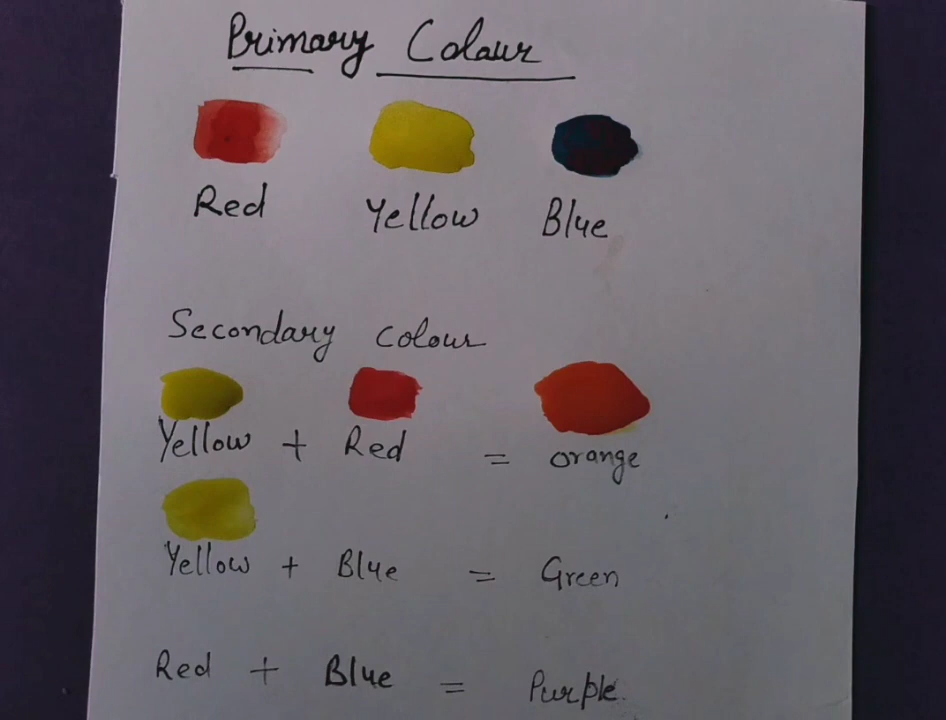 Primary Colour
Red Yellow Blue
Secondary colour
Yellow + Red = orange
Yellow + Blue = Green
Red + Blue = Purple.